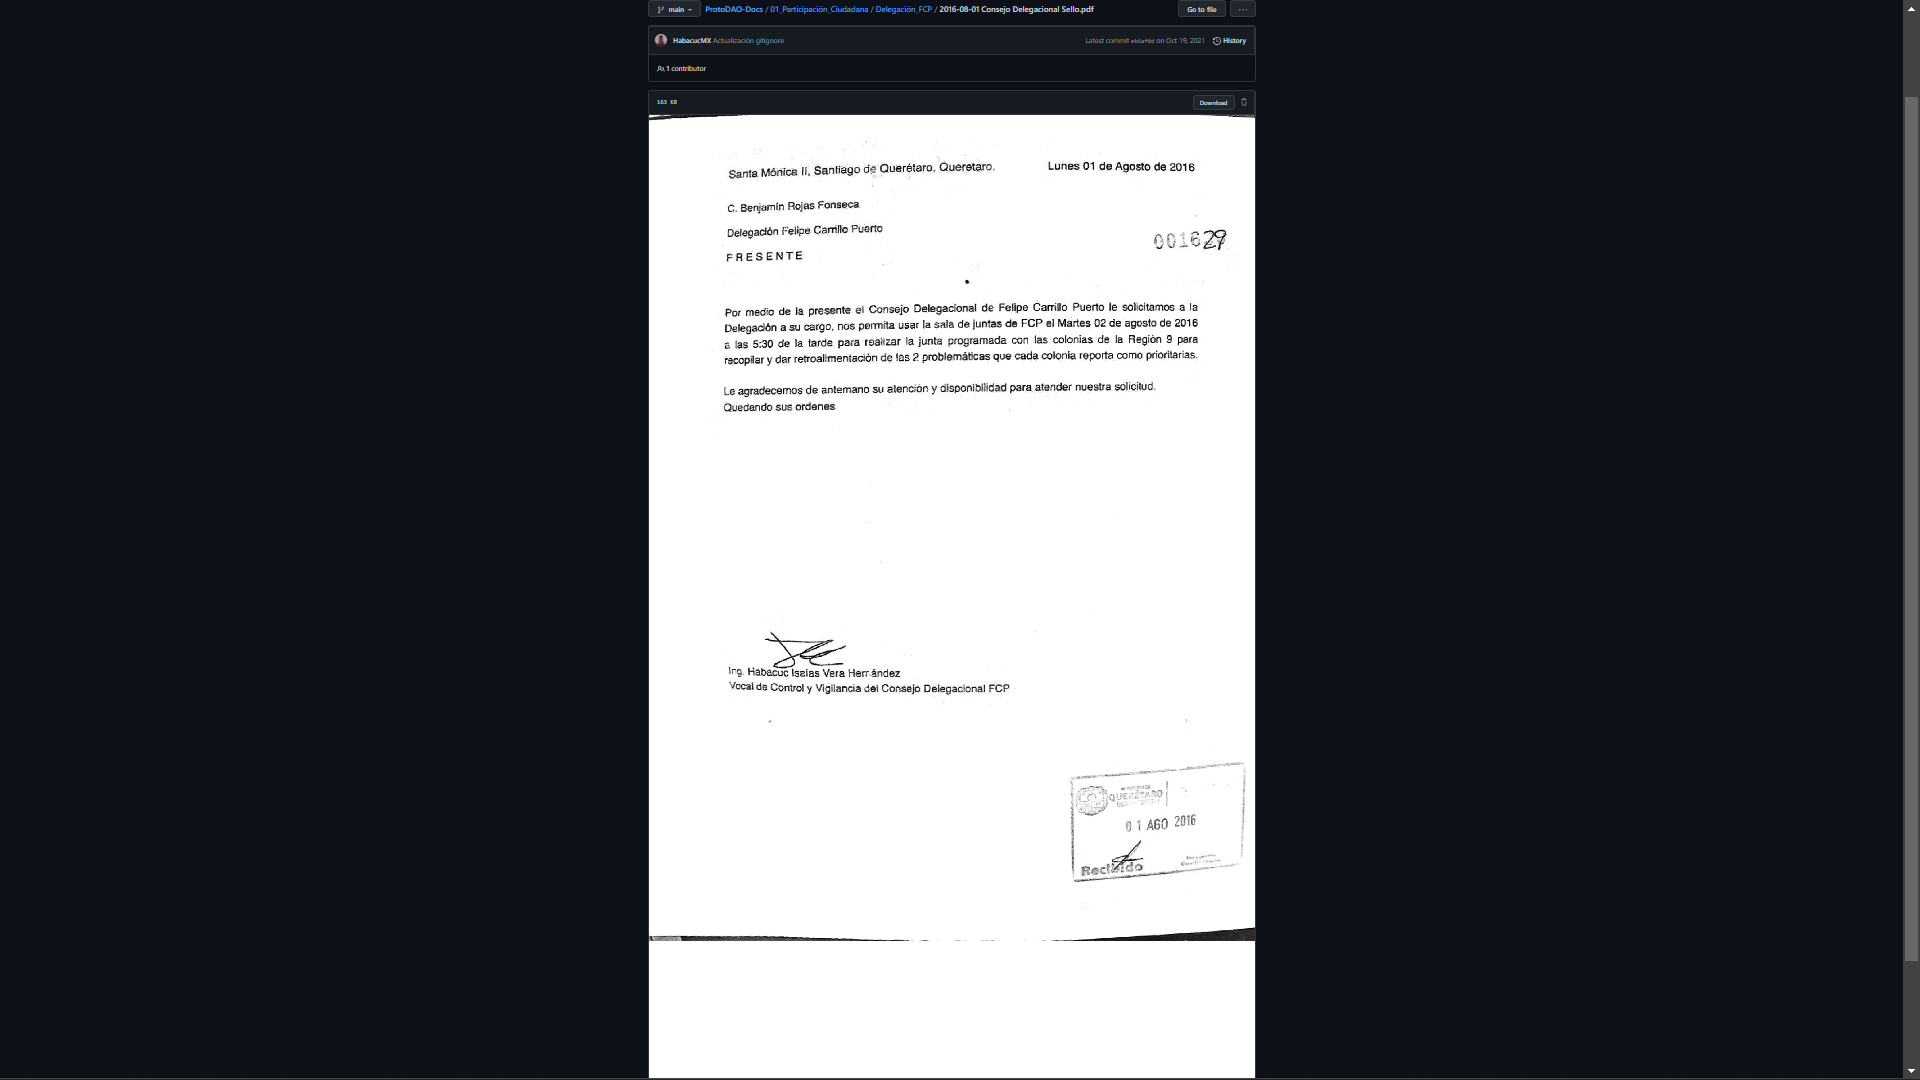 main
ProtoDAO-Docs / 01_Participación_Ciudadana / Delegación_FCP / 2016-08-01 Consejo Delegacional Sello.pdf
Go to file
...
HabacucMX Actualización gitignore
Latest commit on Oct 19, 2021
History
1 contributor
163 KB
Download
Santa Mónica II, Santiago de Querétaro, Querétaro.
Lunes 01 de Agosto de 2016
C. Benjamín Rojas Fonseca
Delegación Felipe Carrillo Puerto
001629
P R E S E N T E
Por medio de la presente el Consejo Delegacional de Felipe Carrillo Puerto le solicitamos a la
Delegación a su cargo, nos permita usar la sala de juntas de FCP el Martes 02 de agosto de 2016
a las 5:30 de la tarde para realizar la junta programada con las colonias de la Región 9 para
recopilar y dar retroalimentación de las 2 problemáticas que cada colonia reporta como prioritarias.
Le agradecemos de antemano su atención y disponibilidad para atender nuestra solicitud.
Quedando sus ordenes
Ing. Habacuc Isaías Vera Hernández
Vocal de Control y Vigilancia del Consejo Delegacional FCP
QUERÉTARO
01 AGO 2016
Recibido